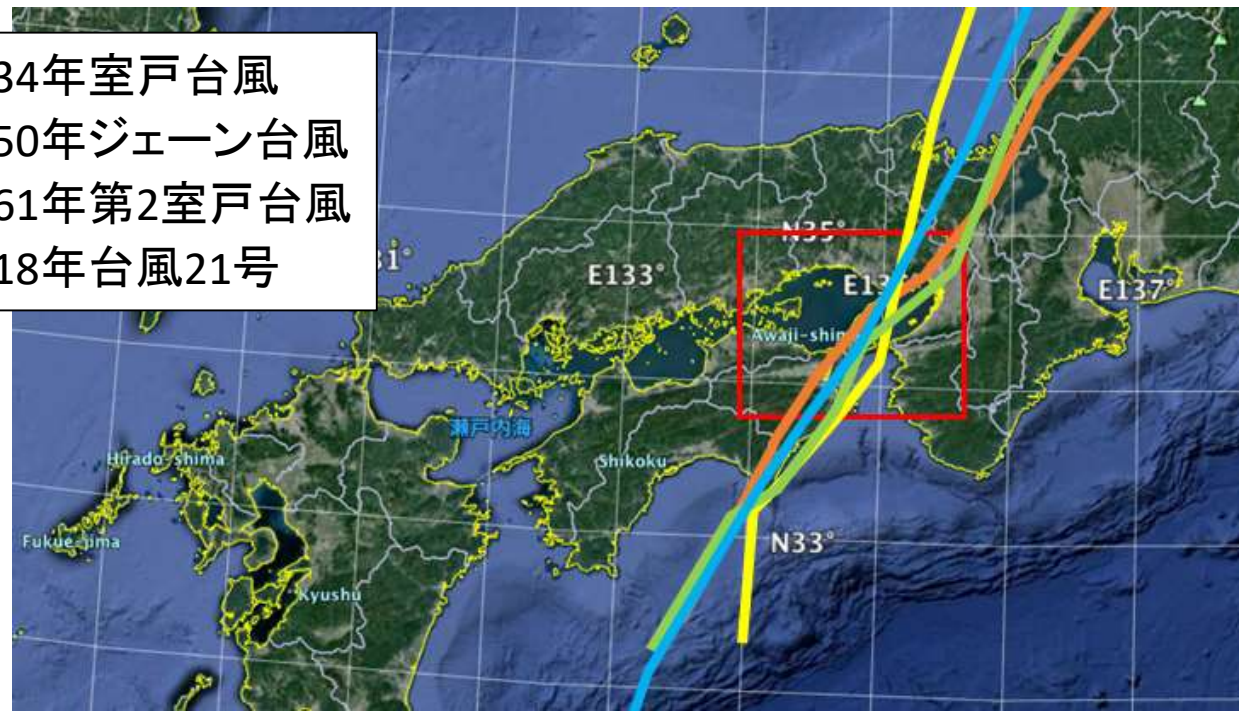 34年室戸台風
50年ジェーン台風
61年第2室戸台風
18年台風21号
N35°
31°
E133°
E13
E137°
Awaji-shim
瀬戸内海
Hirado-shima
Shikoku
Fukue-jima
N33°
Kyushu